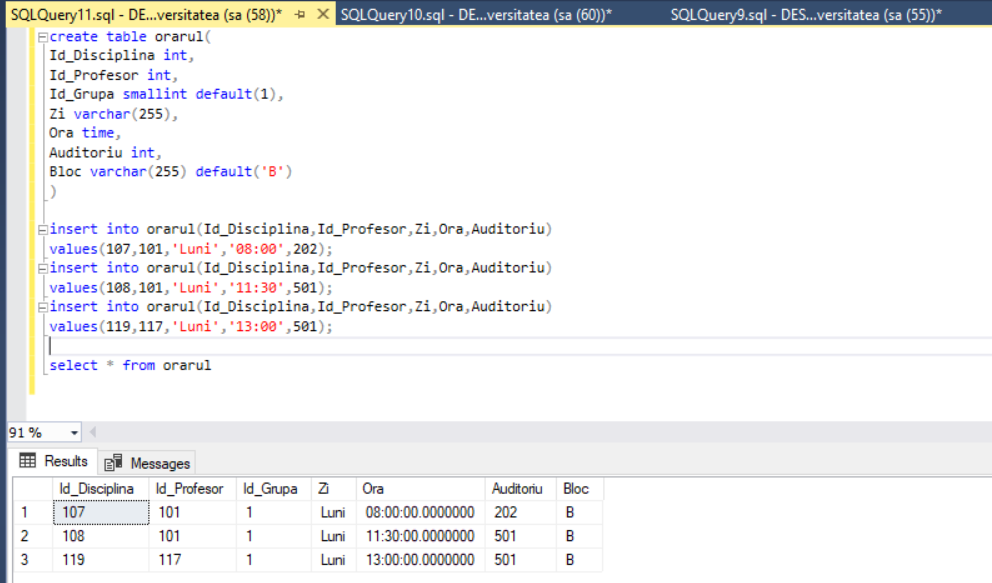 SQLQuery11.sql - DE...versitatea (sa (58))* SQLQuery10.sql - DE...versitatea (sa (60))* SQLQuery9.sql - DES...versitatea (sa (55))*
create table orarul(
Id_Disciplina int,
Id_Profesor int,
Id_Grupa smallint default(1),
Zi varchar(255),
Ora time,
Auditoriu int,
Bloc varchar(255) default('B')
)
insert into orarul(Id_Disciplina,Id_Profesor,Zi,Ora,Auditoriu)
values(107,101,'Luni','08:00',202);
insert into orarul(Id_Disciplina,Id_Profesor,Zi,Ora,Auditoriu)
values(108,101,'Luni','11:30',501);
insert into orarul(Id_Disciplina,Id_Profesor,Zi,Ora,Auditoriu)
values(119,117,'Luni','13:00',501);
select * from orarul
91 %
Results Messages
Id_Disciplina Id_Profesor Id_Grupa Zi Ora Auditoriu Bloc
1 107 101 1 Luni 08:00:00.0000000 202 B
2 108 101 1 Luni 11:30:00.0000000 501 B
3 119 117 1 Luni 13:00:00.0000000 501 B